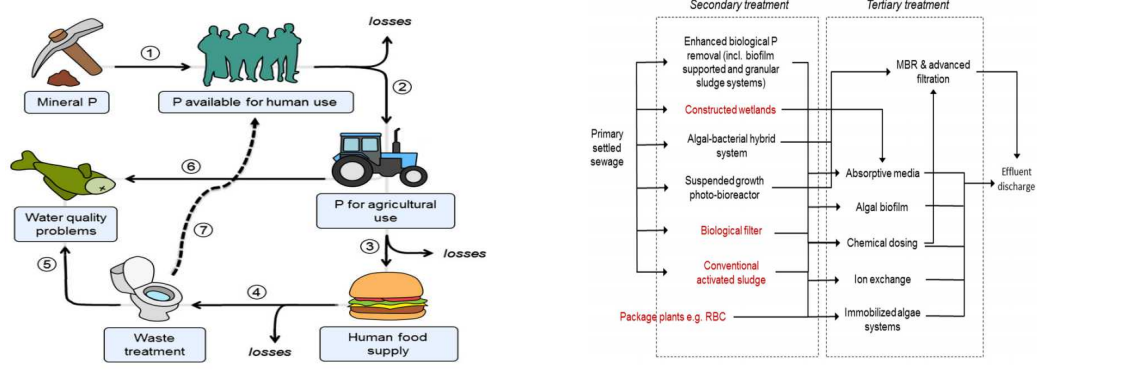 losses
①
②
Mineral P
P available for human use
⑥
Water quality
problems
P for agricultural
use
⑦
③
losses
⑤
④
Waste
treatment
losses
Human food
supply
Secondary treatment
Tertiary treatment
Primary
settled
sewage
Enhanced biological P
removal (incl. biofilm
supported and granular
sludge systems)
Constructed wetlands
Algal-bacterial hybrid
system
Suspended growth
photo-bioreactor
Biological filter
Conventional
activated sludge
Package plants e.g. RBC
MBR & advanced
filtration
Absorptive media
Algal biofilm
Chemical dosing
Ion exchange
Immobilized algae
systems
Effluent
discharge